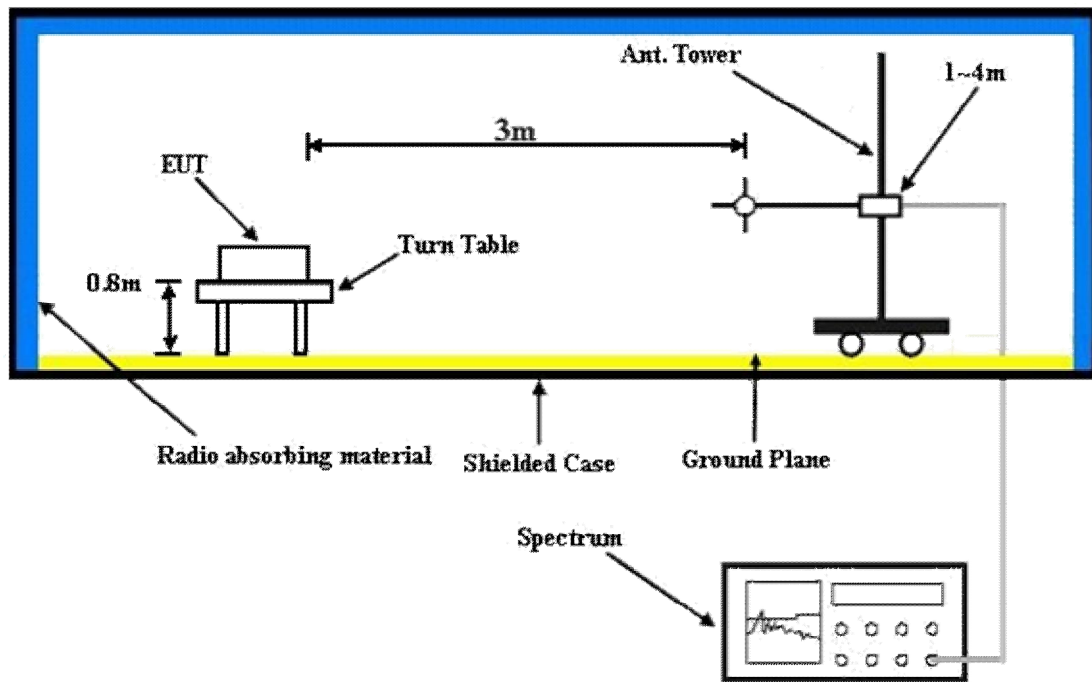 Ant. Tower
1~4m
3m
EUT
Turn Table
0.8m
Radio absorbing material
Shielded Case
Ground Plane
Spectrum